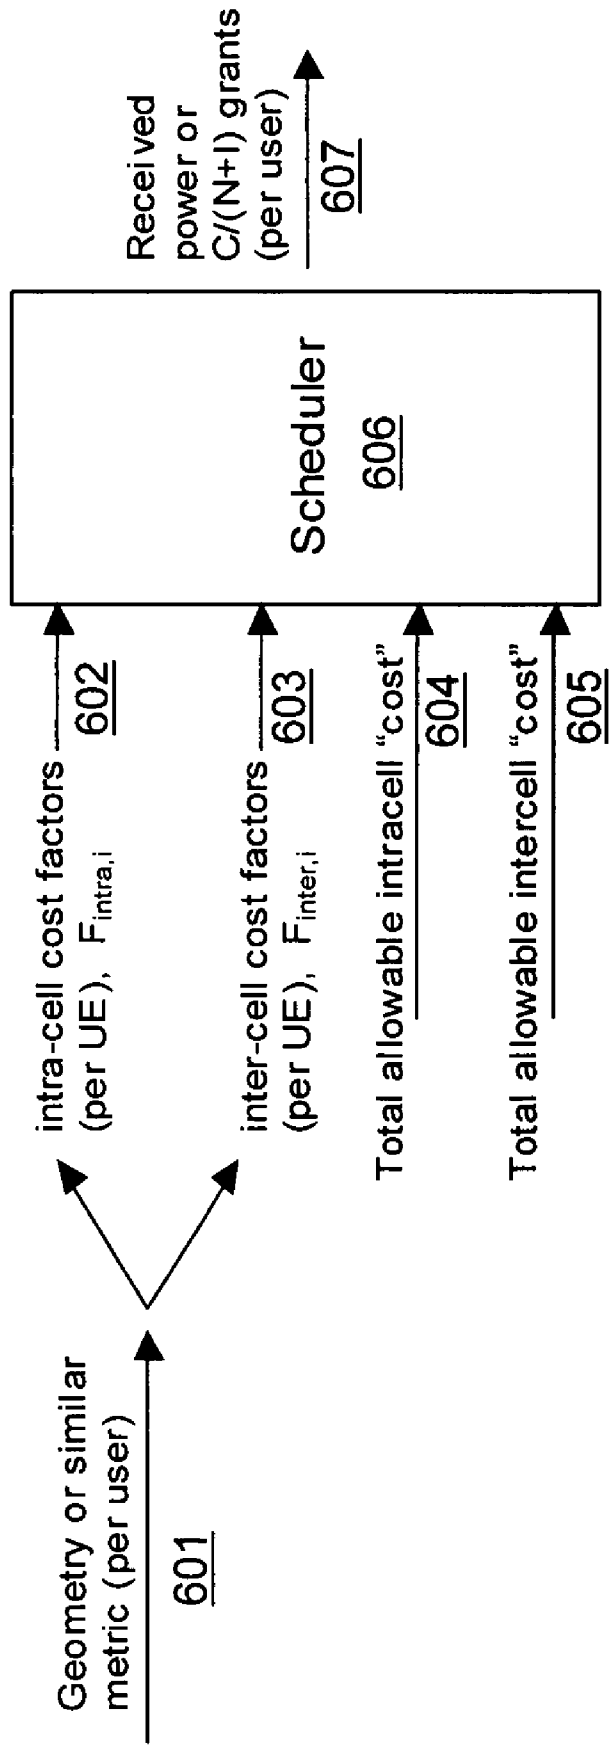 Geometry or similar
metric (per user)
601
intra-cell cost factors
(per UE), Fintra,i
602
inter-cell cost factors
(per UE), Finter,i
603
Total allowable intracell “cost”
604
Total allowable intercell “cost”
605
Scheduler
606
Received
power or
C/(N+I) grants
(per user)
607